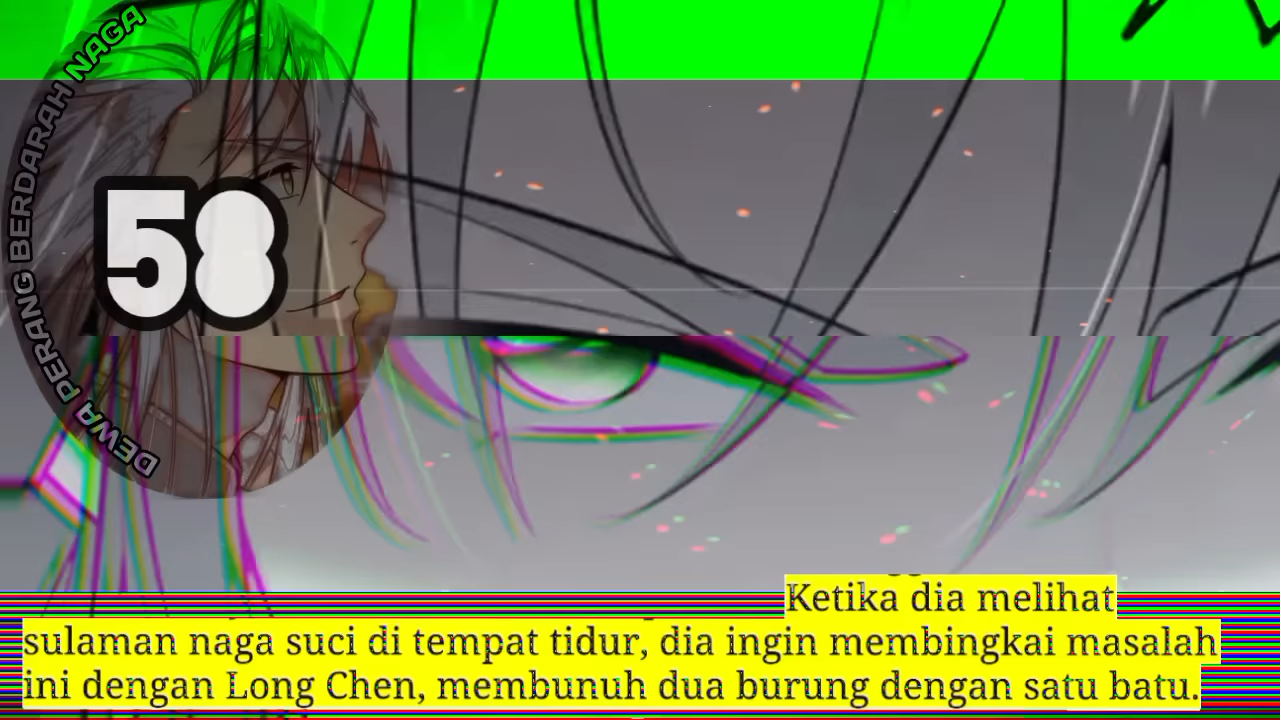 DEWA PERANG BERDARAH NAGA
58
Ketika dia melihat
sulaman naga suci di tempat tidur, dia ingin membingkai masalah
ini dengan Long Chen, membunuh dua burung dengan satu batu.